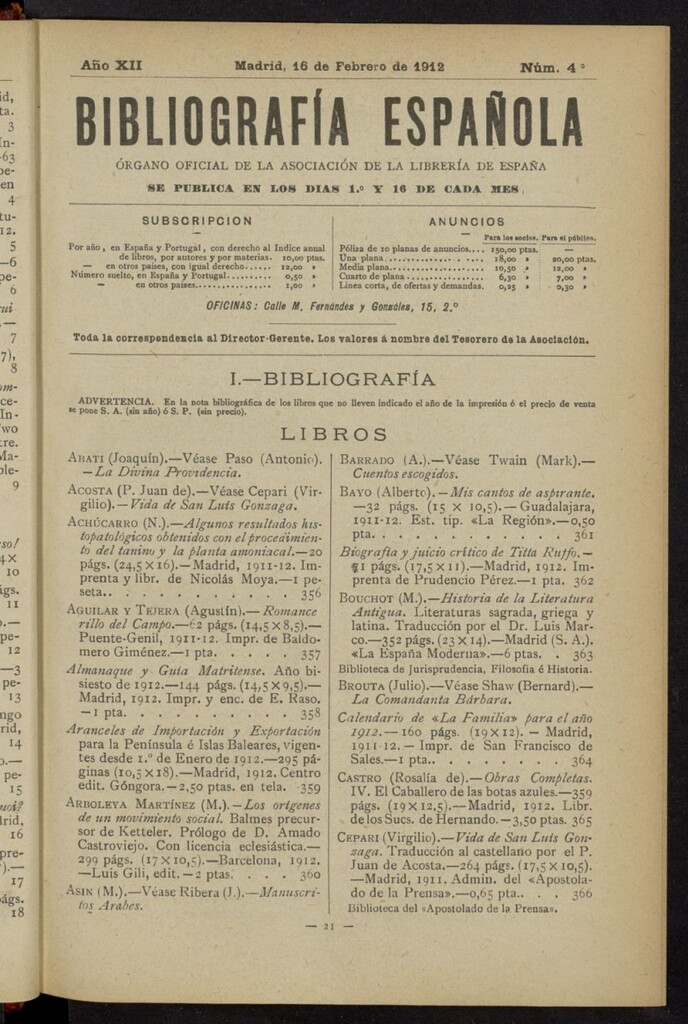 Año XII Madrid, 16 de Febrero de 1912 Núm. 4º
BIBLIOGRAFÍA ESPAÑOLA
ÓRGANO OFICIAL DE LA ASOCIACIÓN DE LA LIBRERÍA DE ESPAÑA
SE PUBLICA EN LOS DIAS 1.º Y 16 DE CADA MES
SUBSCRIPCION
Por año, en España y Portugal, con derecho al Indice anual
de libros, por autores y por materias. 10,00 ptas.
— en otros países, con igual derecho..... 12,00 »
Número suelto, en España y Portugal......... 0,50 »
— en otros países............... 1,00 »
ANUNCIOS
Para los socios. Para el público.
Póliza de 10 planas de anuncios... 150,00 ptas. —
Una plana........................ 18,00 » 20,00 ptas.
Media plana..................... 10,50 » 12,00 »
Cuarto de plana................ 6,30 » 7,00 »
Línea corta, de ofertas y demandas. 0,25 » 0,30 »
OFICINAS: Calle M. Fernández y González, 15, 2.º
Toda la correspondencia al Director-Gerente. Los valores á nombre del Tesorero de la Asociación.
I.—BIBLIOGRAFÍA
ADVERTENCIA. En la nota bibliográfica de los libros que no lleven indicado el año de la impresión ó el precio de venta
se pone S. A. (sin año) ó S. P. (sin precio).
LIBROS
ABATI (Joaquín).—Véase Paso (Antonio).
—La Divina Providencia.
ACOSTA (P. Juan de).—Véase Cepari (Vir-
gilio).—Vida de San Luis Gonzaga.
ACHÚCARRO (N.).—Algunos resultados his-
topatológicos obtenidos con el procedimien-
to del tanino y la planta amoniacal.—20
págs. (24,5 × 16).—Madrid, 1911-12. Im-
prenta y libr. de Nicolás Moya.—1 pe-
seta.. . . . . . . . . . . 356
AGUILAR Y TEJERA (Agustín).—Romance
rillo del Campo.—62 págs. (14,5 × 8,5).—
Puente-Genil, 1911-12. Impr. de Baldo-
mero Giménez.—1 pta. . . . . 357
Almanaque y Guía Matritense. Año bi-
siesto de 1912.—144 págs. (14,5 × 9,5).—
Madrid, 1912. Impr. y enc. de E. Raso.
—1 pta. . . . . . . . . . 358
Aranceles de Importación y Exportación
para la Península é Islas Baleares, vigen-
tes desde 1.º de Enero de 1912.—295 pá-
ginas (10,5 × 18).—Madrid, 1912. Centro
edit. Góngora.—2,50 ptas. en tela. . 359
ARBOLEYA MARTÍNEZ (M.).—Los orígenes
de un movimiento social. Balmes precur-
sor de Ketteler. Prólogo de D. Amado
Castroviejo. Con licencia eclesiástica.—
299 págs. (17 × 10,5).—Barcelona, 1912.
—Luis Gili, edit.—2 ptas. . . . 360
ASIN (M.).—Véase Ribera (J.).—Manuscri-
tos Arabes.
BARRADO (A.).—Véase Twain (Mark).—
Cuentos escogidos.
BAYO (Alberto).—Mis cantos de aspirante.
—32 págs. (15 × 10,5).—Guadalajara,
1911-12. Est. tip. «La Región».—0,50
pta. . . . . . . . . . . 361
Biografía y juicio crítico de Titta Ruffo.—
51 págs. (17,5 × 11).—Madrid, 1912. Im-
prenta de Prudencio Pérez.—1 pta. 362
BOUCHOT (M.).—Historia de la Literatura
Antigua. Literaturas sagrada, griega y
latina. Traducción por el Dr. Luis Mar-
co.—352 págs. (23 × 14).—Madrid (S. A.).
«La España Moderna».—6 ptas. . 363
Biblioteca de Jurisprudencia, Filosofía é Historia.
BROUTA (Julio).—Véase Shaw (Bernard).—
La Comandanta Bárbara.
Calendario de «La Familia» para el año
1912.—160 págs. (19 × 12).—Madrid,
1911-12.—Impr. de San Francisco de
Sales.—1 pta. . . . . . . . 364
CASTRO (Rosalía de).—Obras Completas.
IV. El Caballero de las botas azules.—359
págs. (19 × 12,5).—Madrid, 1912. Libr.
de los Sucs. de Hernando.—3,50 ptas. 365
CEPARI (Virgilio).—Vida de San Luis Gon-
zaga. Traducción al castellano por el P.
Juan de Acosta.—264 págs. (17,5 × 10,5).
—Madrid, 1911. Admin. del «Apostola-
do de la Prensa».—0,65 pta. . . 366
Biblioteca del «Apostolado de la Prensa».
— 21 —